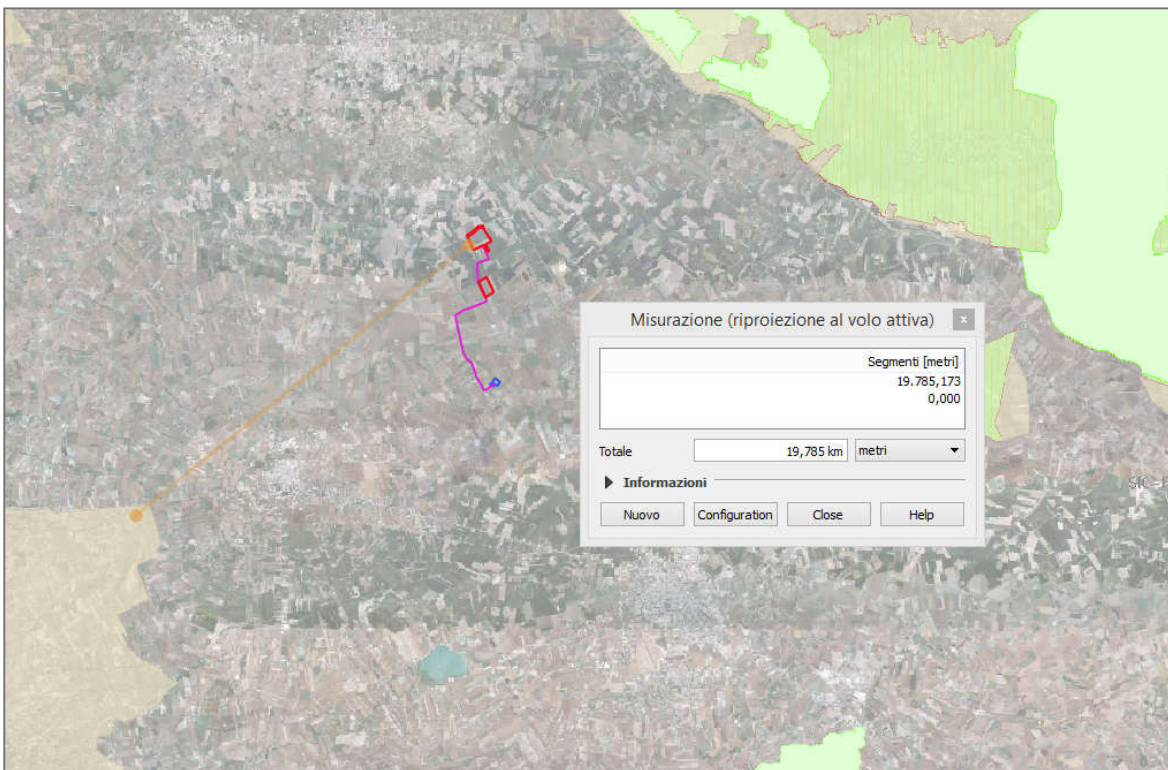 Misurazione (riproiezione al volo attiva)
x
Segmenti [metri]
19.785,173
0,000
Totale
19,785 km
metri
Informazioni
Nuovo
Configuration
Close
Help